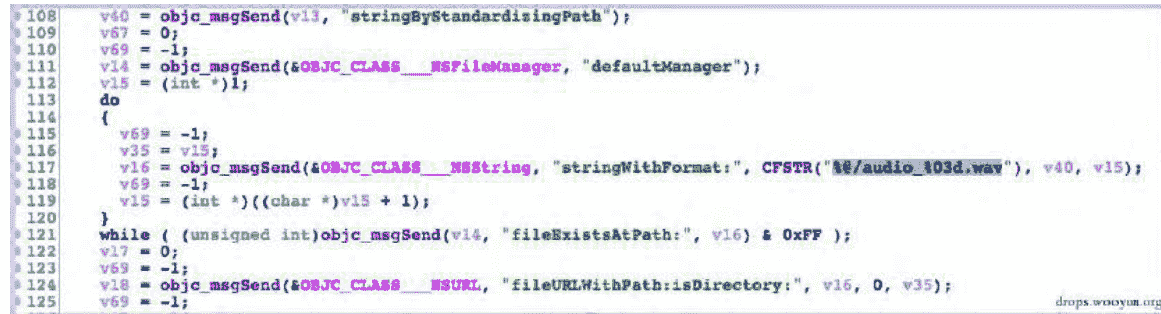 108 v40 = objc_msgSend(v13, "stringByStandardizingPath");
109 v67 = 0;
110 v69 = -1;
111 v14 = objc_msgSend(&OBJC_CLASS___NSFileManager, "defaultManager");
112 v15 = (int *)1;
113 do
114 {
115 v69 = -1;
116 v35 = v15;
117 v16 = objc_msgSend(&OBJC_CLASS___NSString, "stringWithFormat:", CFSTR("%@/audio_%03d.wav"), v40, v15);
118 v69 = -1;
119 v15 = (int *)((char *)v15 + 1);
120 }
121 while ( (unsigned int)objc_msgSend(v14, "fileExistsAtPath:", v16) & 0xFF );
122 v17 = 0;
123 v69 = -1;
124 v18 = objc_msgSend(&OBJC_CLASS___NSURL, "fileURLWithPath:isDirectory:", v16, 0, v35);
125 v69 = -1;
drops.wooyun.org